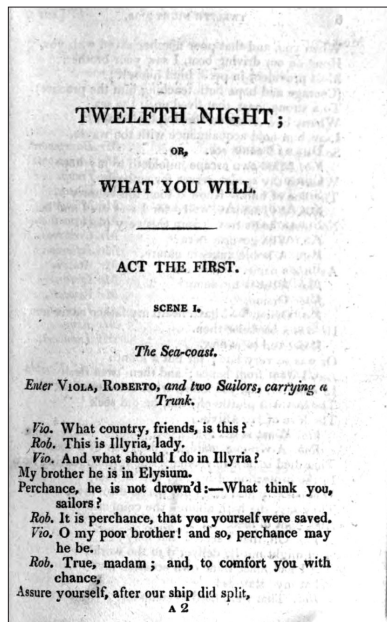 TWELFTH NIGHT;
OR,
WHAT YOU WILL.
ACT THE FIRST.
SCENE I.
The Sea-coast.
Enter VIOLA, ROBERTO, and two Sailors, carrying a
Trunk.
Vio. What country, friends, is this?
Rob. This is Illyria, lady.
Vio. And what should I do in Illyria?
My brother he is in Elysium.
Perchance, he is not drown'd:—What think you,
sailors?
Rob. It is perchance, that you yourself were saved.
Vio. O my poor brother! and so, perchance may
he be.
Rob. True, madam; and, to comfort you with
chance,
Assure yourself, after our ship did split,
A 2